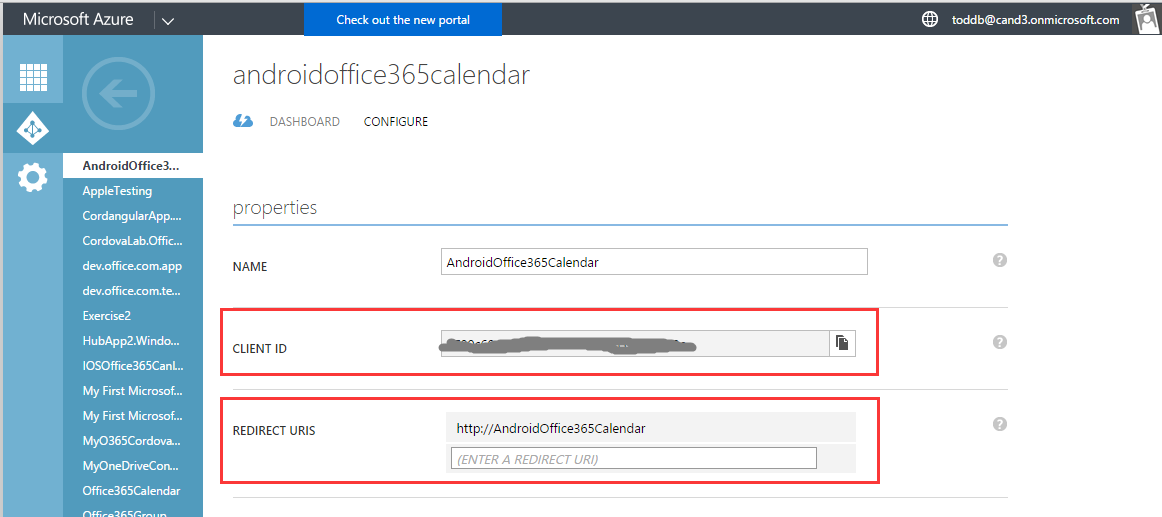 Microsoft Azure
Check out the new portal
toddb@cand3.onmicrosoft.com
androidoffice365calendar
DASHBOARD CONFIGURE
AndroidOffice3...
AppleTesting
CordangularApp....
CordovaLab.Offic...
dev.office.com.app
dev.office.com.te...
Exercise2
HubApp2.Windo...
IOSOffice365CanI...
My First Microsof...
My First Microsof...
MyO365Cordova...
MyOneDriveCon...
Office365Calendar
Office365Group
properties
NAME
AndroidOffice365Calendar
?
CLIENT ID
?
REDIRECT URIS
http://AndroidOffice365Calendar
?
(ENTER A REDIRECT URI)